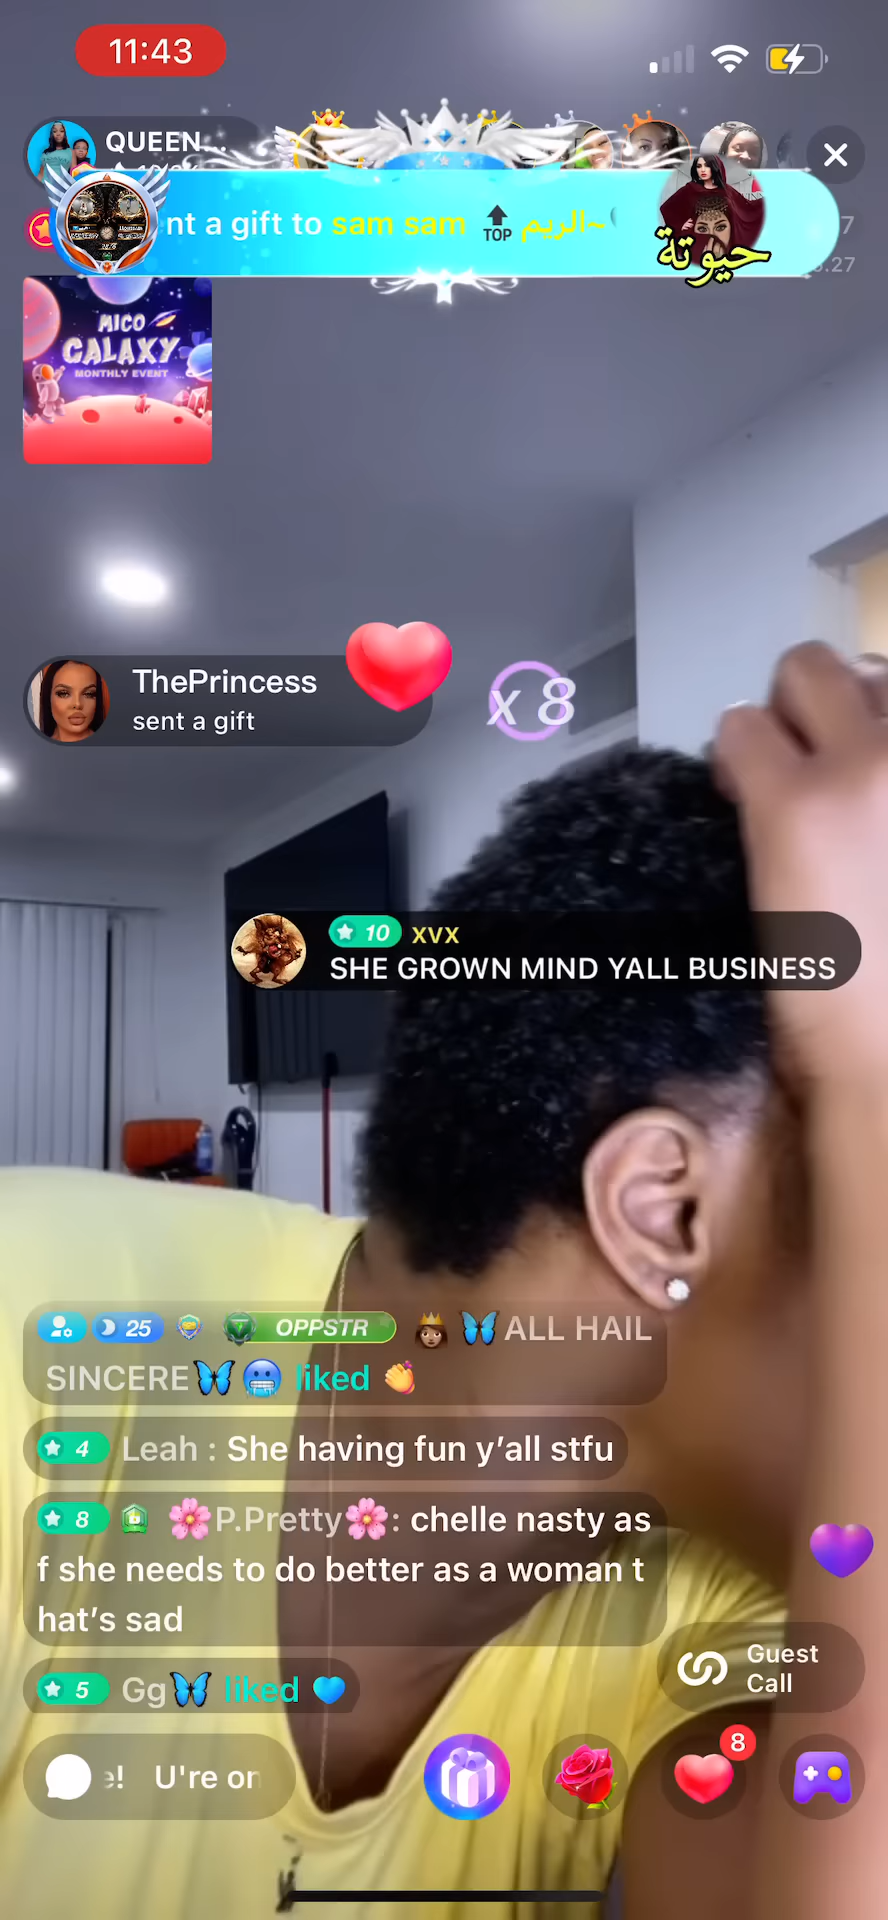 11:43
QUEEN...
nt a gift to sam sam TOP الريم~
حيوتة
7
.27
MICO
GALAXY
MONTHLY EVENT
ThePrincess
sent a gift
x 8
10 XVX
SHE GROWN MIND YALL BUSINESS
25 OPPSTR 👸🏽🦋ALL HAIL
SINCERE🦋🥶 liked 👏
4 Leah : She having fun y’all stfu
8 🌸P.Pretty🌸: chelle nasty as
f she needs to do better as a woman t
hat’s sad
5 Gg🦋 liked 💙
Guest
Call
e! U're on
8